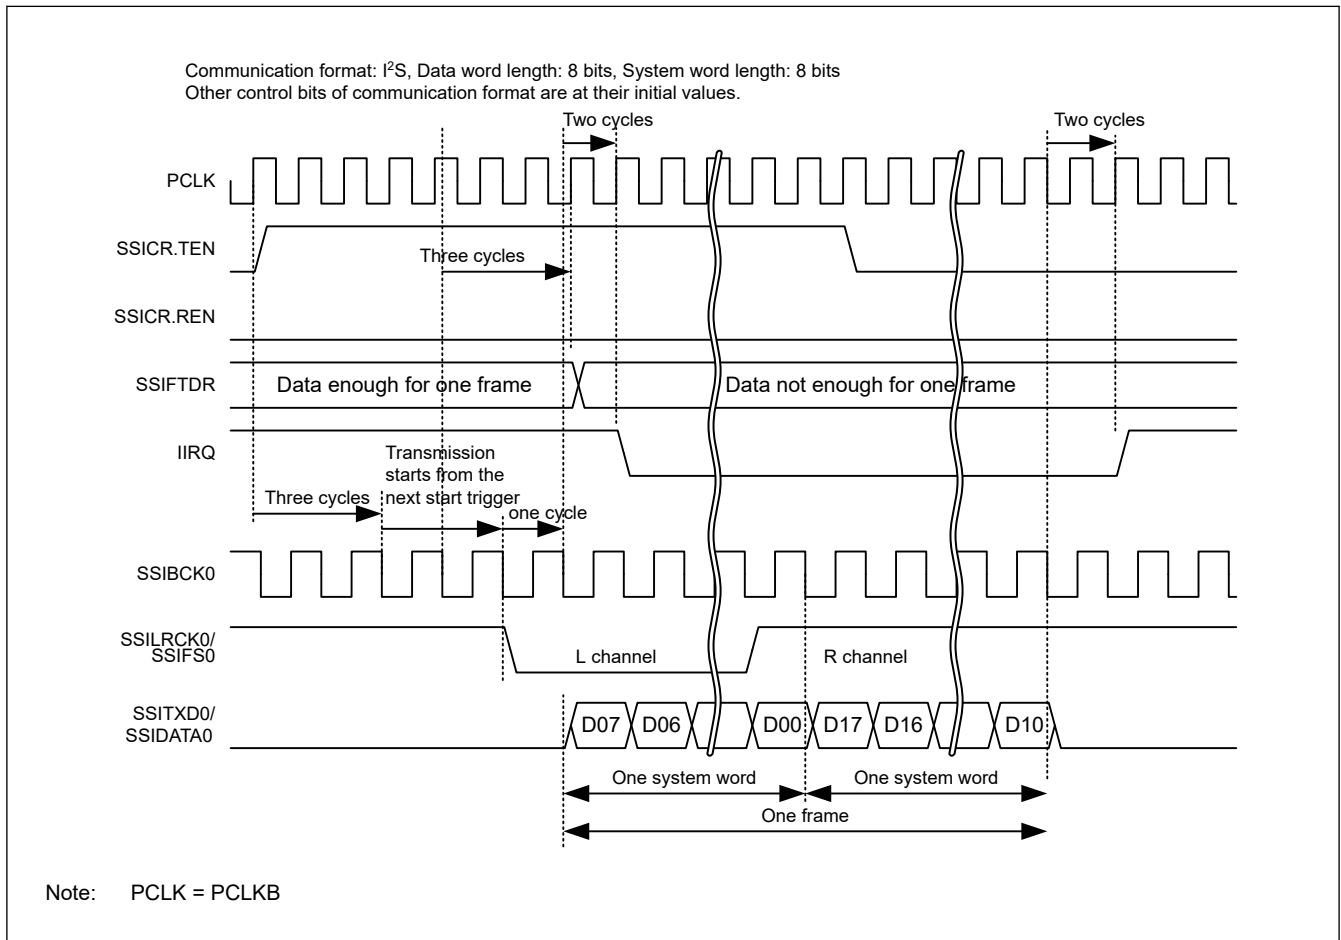 Communication format: I²S, Data word length: 8 bits, System word length: 8 bits
Other control bits of communication format are at their initial values.
Two cycles
Two cycles
PCLK
SSICR.TEN
Three cycles
SSICR.REN
SSIFTDR
Data enough for one frame
Data not enough for one frame
IIRQ
Transmission
starts from the
next start trigger
Three cycles
one cycle
SSIBCK0
SSILRCK0/
SSIFS0
L channel
R channel
SSITXD0/
SSIDATA0
D07
D06
D00
D17
D16
D10
One system word
One system word
One frame
Note: PCLK = PCLKB